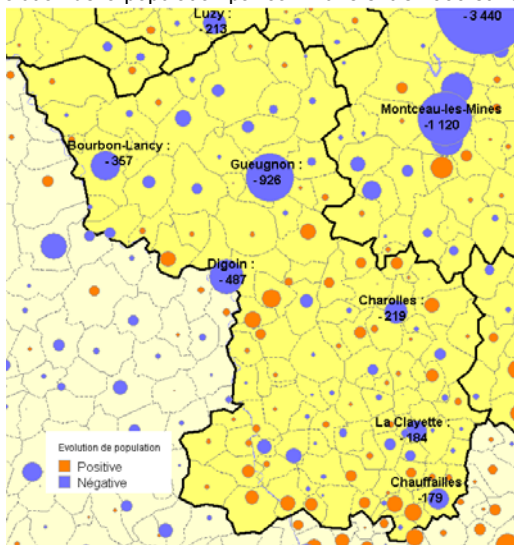 Luzy :
- 213
- 3 440
Montceau-les-Mines
-1 120
Bourbon-Lancy :
- 357
Gueugnon :
- 926
Digoin :
- 487
Charolles :
- 219
La Clayette :
184
Chauffailles
-179
Evolution de population
Positive
Négative